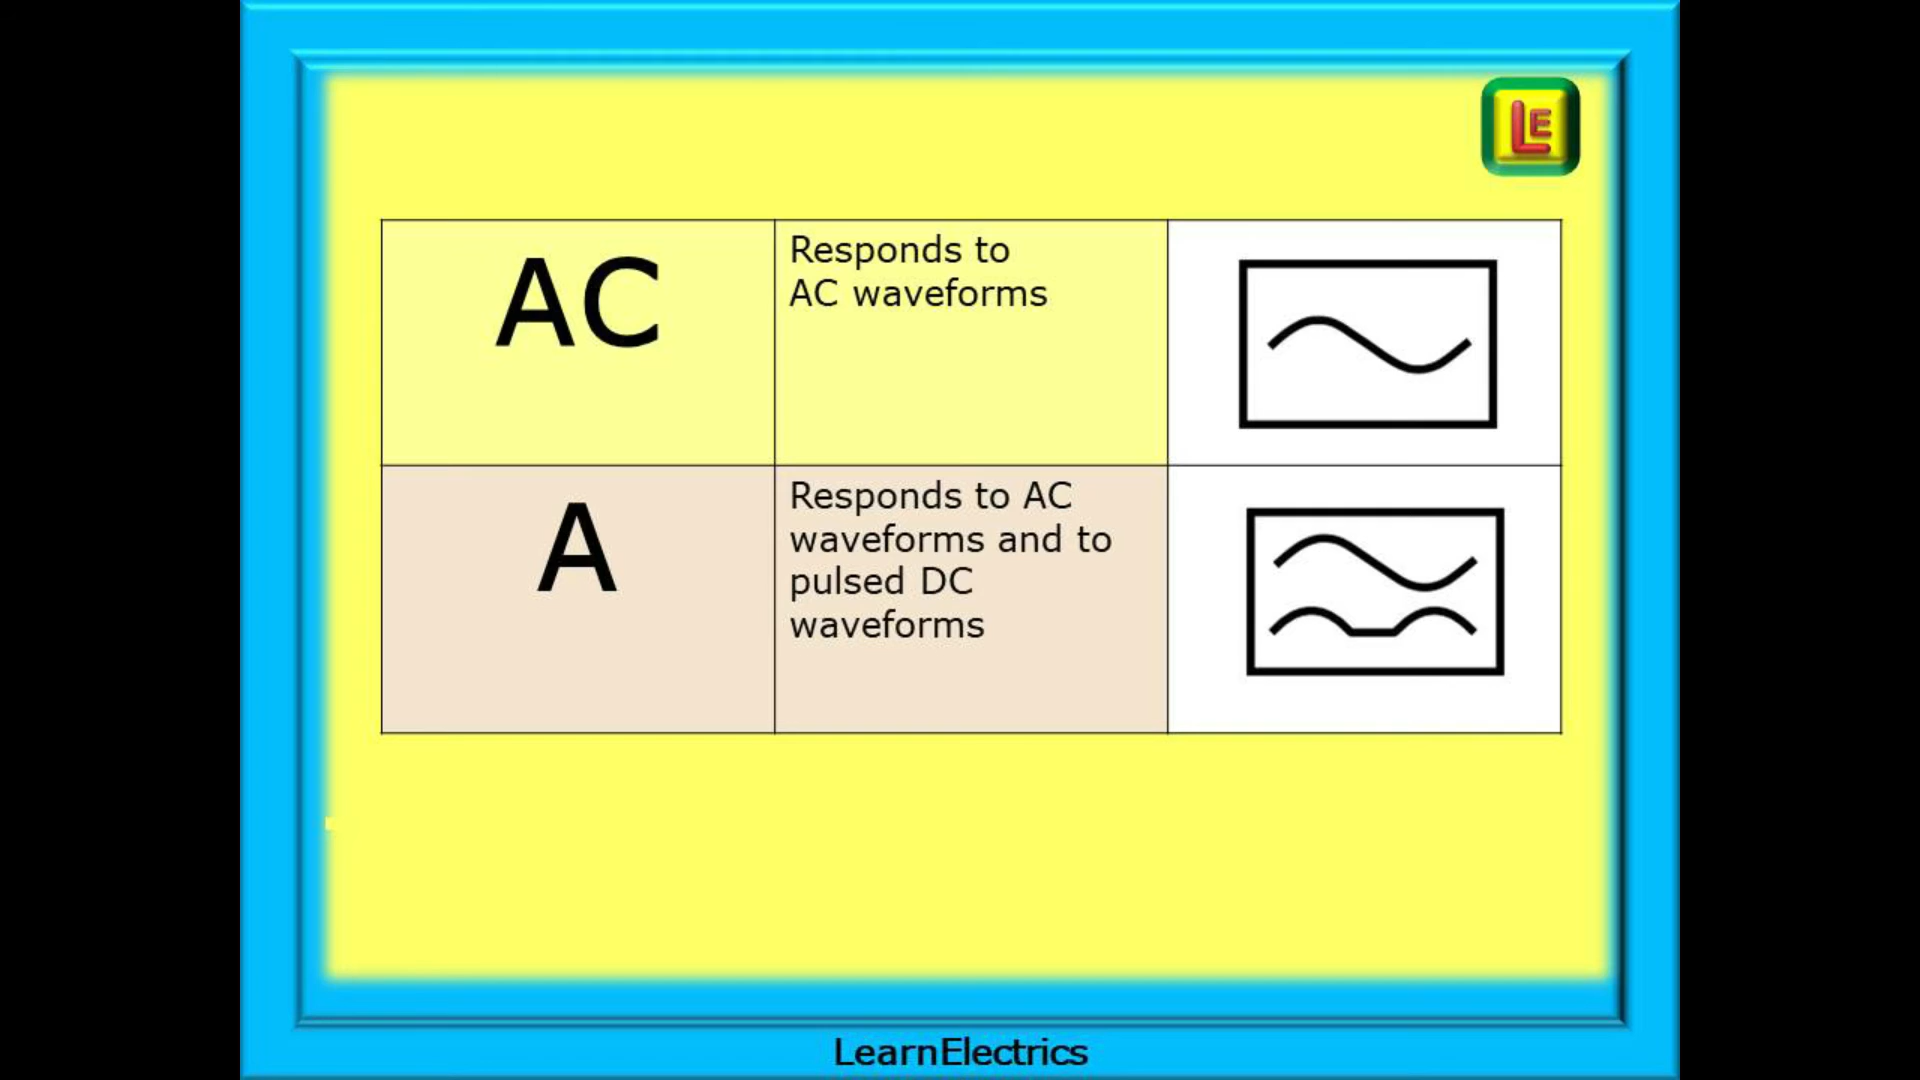 LE
AC
Responds to
AC waveforms
A
Responds to AC
waveforms and to
pulsed DC
waveforms
LearnElectrics